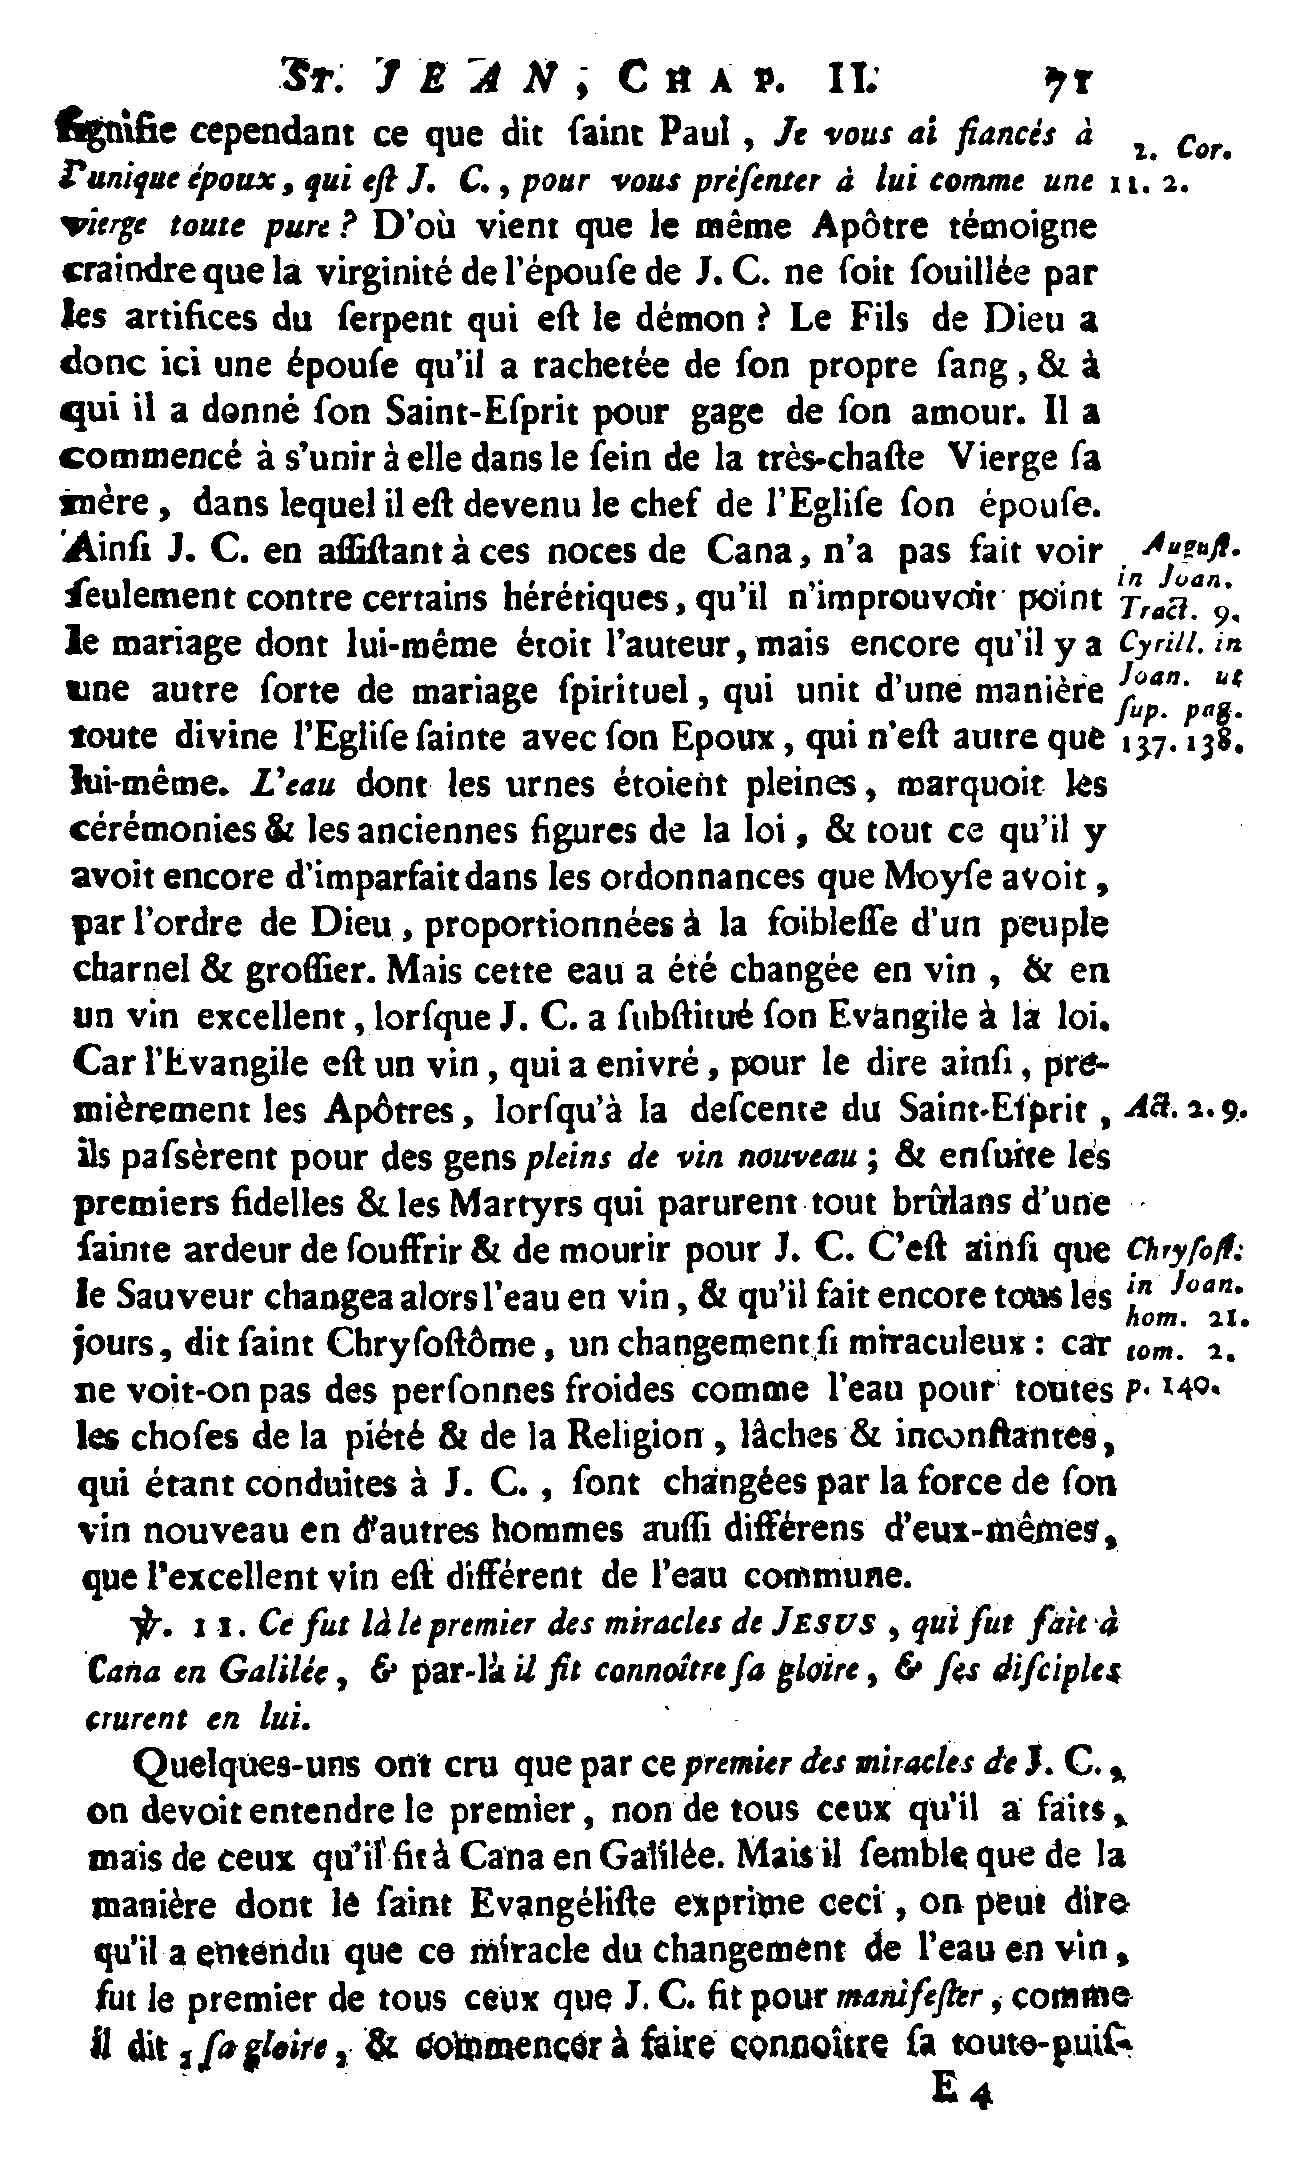 St. JEAN, CHAP. II. 71
ſignifie cependant ce que dit ſaint Paul, Je vous ai fiancés à
l'unique époux, qui eſt J. C., pour vous préſenter à lui comme une
vierge toute pure? D'où vient que le même Apôtre témoigne
craindre que la virginité de l'épouſe de J. C. ne ſoit ſouillée par
les artifices du ſerpent qui eſt le démon? Le Fils de Dieu a
donc ici une épouſe qu'il a rachetée de ſon propre ſang, & à
qui il a donné ſon Saint-Eſprit pour gage de ſon amour. Il a
commencé à s'unir à elle dans le ſein de la très-chaſte Vierge ſa
mère, dans lequel il eſt devenu le chef de l'Egliſe ſon épouſe.
Ainſi J. C. en aſſiſtant à ces noces de Cana, n'a pas fait voir
ſeulement contre certains hérétiques, qu'il n'improuvoit point
le mariage dont lui-même étoit l'auteur, mais encore qu'il y a
une autre ſorte de mariage ſpirituel, qui unit d'une manière
toute divine l'Egliſe ſainte avec ſon Epoux, qui n'eſt autre que
lui-même. L'eau dont les urnes étoient pleines, marquoit les
cérémonies & les anciennes figures de la loi, & tout ce qu'il y
avoit encore d'imparfait dans les ordonnances que Moyſe avoit,
par l'ordre de Dieu, proportionnées à la foibleſſe d'un peuple
charnel & groſſier. Mais cette eau a été changée en vin, & en
un vin excellent, lorſque J. C. a ſubſtitué ſon Evangile à la loi.
Car l'Evangile eſt un vin, qui a enivré, pour le dire ainſi, pre-
mièrement les Apôtres, lorſqu'à la deſcente du Saint-Eſprit,
ils paſsèrent pour des gens pleins de vin nouveau; & enſuite les
premiers fidelles & les Martyrs qui parurent tout brûlans d'une
ſainte ardeur de ſouffrir & de mourir pour J. C. C'eſt ainſi que
le Sauveur changea alors l'eau en vin, & qu'il fait encore tous les
jours, dit ſaint Chryſoſtôme, un changement ſi miraculeux: car
ne voit-on pas des perſonnes froides comme l'eau pour toutes
les choſes de la piété & de la Religion, lâches & inconſtantes,
qui étant conduites à J. C., ſont changées par la force de ſon
vin nouveau en d'autres hommes auſſi différens d'eux-mêmes,
que l'excellent vin eſt différent de l'eau commune.
℣. 11. Ce fut là le premier des miracles de JESUS, qui fut fait à
Cana en Galilée, & par-là il fit connoître ſa gloire, & ſes diſciples
crurent en lui.
Quelques-uns ont cru que par ce premier des miracles de J. C.,
on devoit entendre le premier, non de tous ceux qu'il a faits,
mais de ceux qu'il fit à Cana en Galilée. Mais il ſemble que de la
manière dont le ſaint Evangéliſte exprime ceci, on peut dire
qu'il a entendu que ce miracle du changement de l'eau en vin,
fut le premier de tous ceux que J. C. fit pour manifeſter, comme
il dit, ſa gloire, & commencer à faire connoître ſa toute-puiſ-
E 4
2. Cor.
11. 2.
Auguſt.
in Joan.
Tract. 9.
Cyrill. in
Joan. ut
ſup. pag.
137. 138.
Act. 2. 9.
Chryſoſt.
in Joan.
hom. 21.
tom. 2.
p. 140.